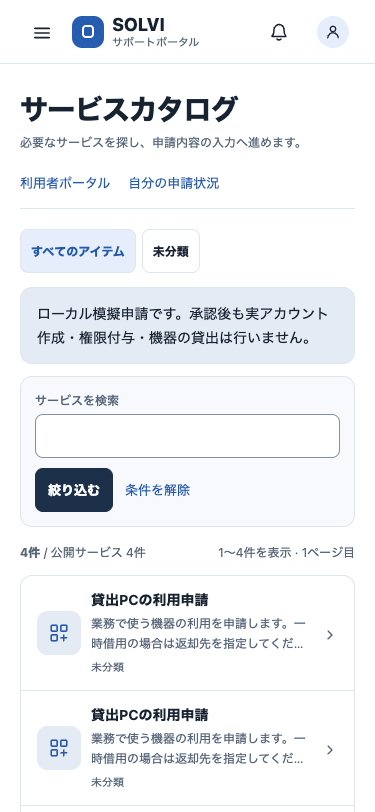 SOLVI
サポートポータル
サービスカタログ
必要なサービスを探し、申請内容の入力へ進めます。
利用者ポータル 自分の申請状況
すべてのアイテム 未分類
ローカル模擬申請です。承認後も実アカウント
作成・権限付与・機器の貸出は行いません。
サービスを検索
絞り込む 条件を解除
4件 / 公開サービス 4件 1〜4件を表示 · 1ページ目
貸出PCの利用申請
業務で使う機器の利用を申請します。一
時借用の場合は返却先を指定してくだ...
未分類
貸出PCの利用申請
業務で使う機器の利用を申請します。一
時借用の場合は返却先を指定してくだ...
未分類